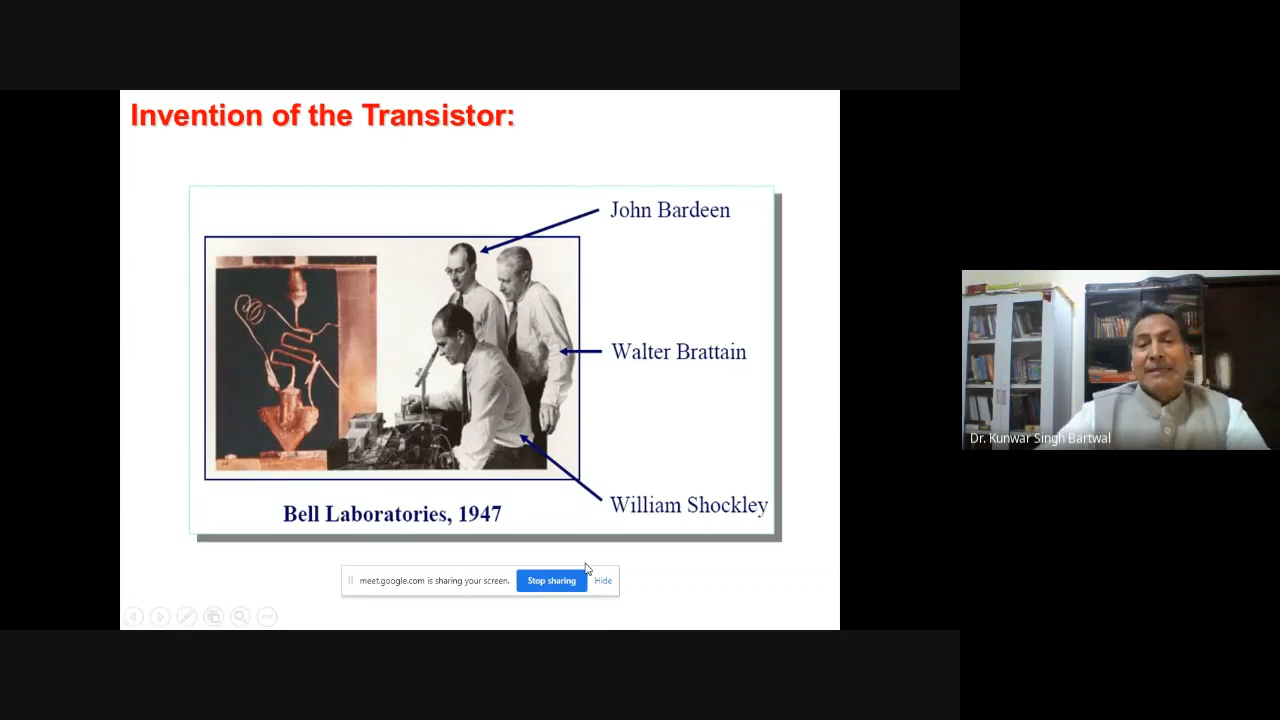 Invention of the Transistor:
John Bardeen
Walter Brattain
William Shockley
Bell Laboratories, 1947
meet.google.com is sharing your screen.
Stop sharing
Hide
Dr. Kunwar Singh Bartwal